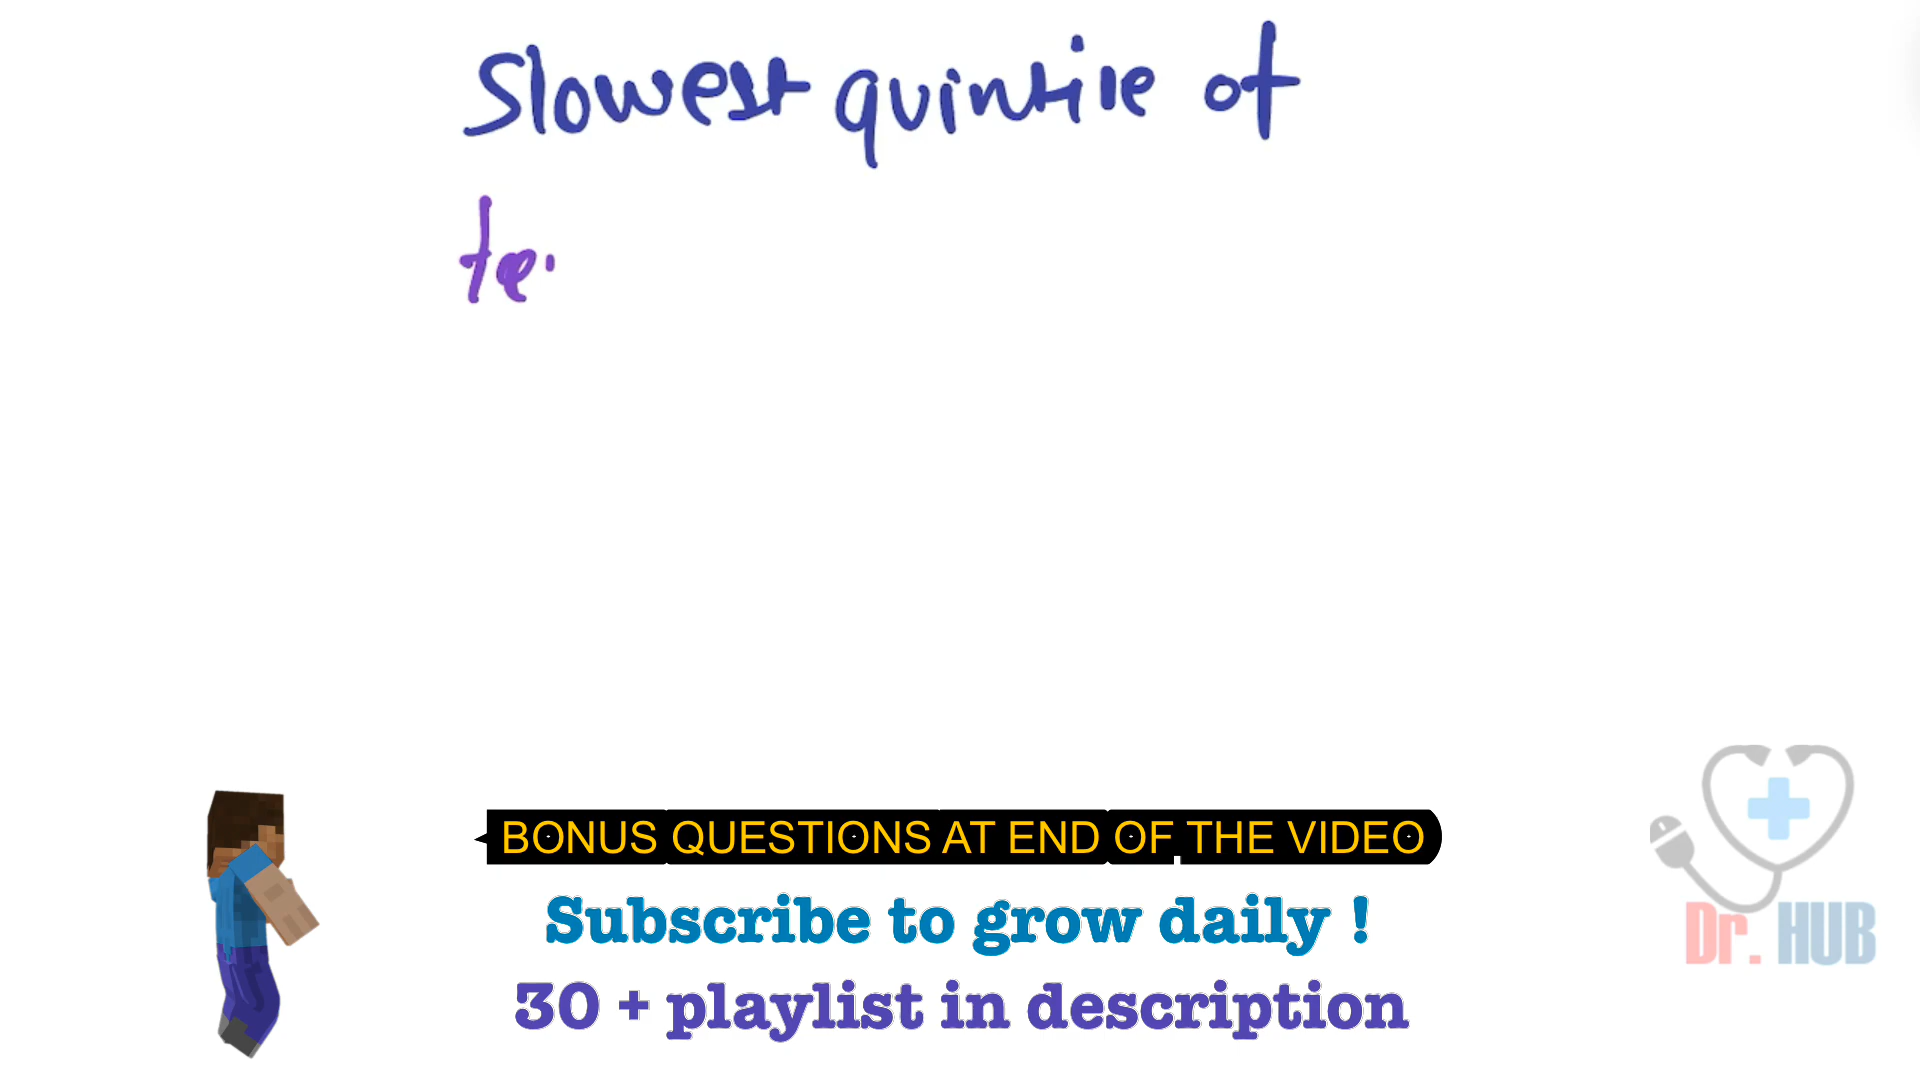 Slowest quintile of
te
BONUS QUESTIONS AT END OF THE VIDEO
Subscribe to grow daily !
30 + playlist in description
Dr. HUB